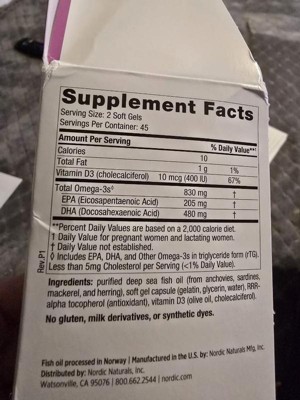 Supplement Facts
Serving Size: 2 Soft Gels
Servings Per Container: 45
Amount Per Serving % Daily Value**†
Calories 10
Total Fat 1 g 1%
Vitamin D3 (cholecalciferol) 10 mcg (400 IU) 67%
Total Omega-3s◊ 830 mg †
EPA (Eicosapentaenoic Acid) 205 mg †
DHA (Docosahexaenoic Acid) 480 mg †
**Percent Daily Values are based on a 2,000 calorie diet.
‡ Daily Value for pregnant women and lactating women.
† Daily Value not established.
◊ Includes EPA, DHA, and Other Omega-3s in triglyceride form (rTG).
Less than 5mg Cholesterol per Serving (<1% Daily Value).
Rev.P1
Ingredients: purified deep sea fish oil (from anchovies, sardines,
mackerel, and herring), soft gel capsule (gelatin, glycerin, water), RRR-
alpha tocopherol (antioxidant), vitamin D3 (olive oil, cholecalciferol).
No gluten, milk derivatives, or synthetic dyes.
Fish oil processed in Norway | Manufactured in the U.S. by: Nordic Naturals Mfg, Inc.
Distributed by: Nordic Naturals, Inc.
Watsonville, CA 95076 | 800.662.2544 | nordic.com